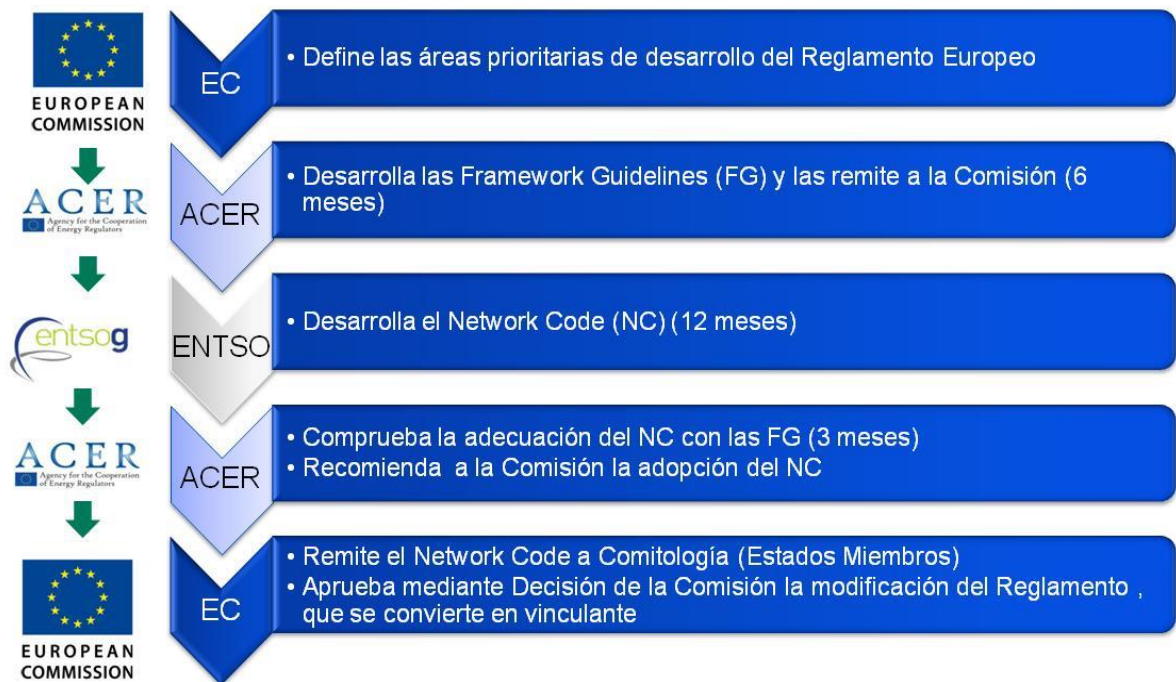 EUROPEAN
COMMISSION
EC
• Define las áreas prioritarias de desarrollo del Reglamento Europeo
ACER
Agency for the Cooperation
of Energy Regulators
ACER
• Desarrolla las Framework Guidelines (FG) y las remite a la Comisión (6
meses)
entsog
ENTSO
• Desarrolla el Network Code (NC) (12 meses)
ACER
Agency for the Cooperation
of Energy Regulators
ACER
• Comprueba la adecuación del NC con las FG (3 meses)
• Recomienda a la Comisión la adopción del NC
EUROPEAN
COMMISSION
EC
• Remite el Network Code a Comitología (Estados Miembros)
• Aprueba mediante Decisión de la Comisión la modificación del Reglamento ,
que se convierte en vinculante